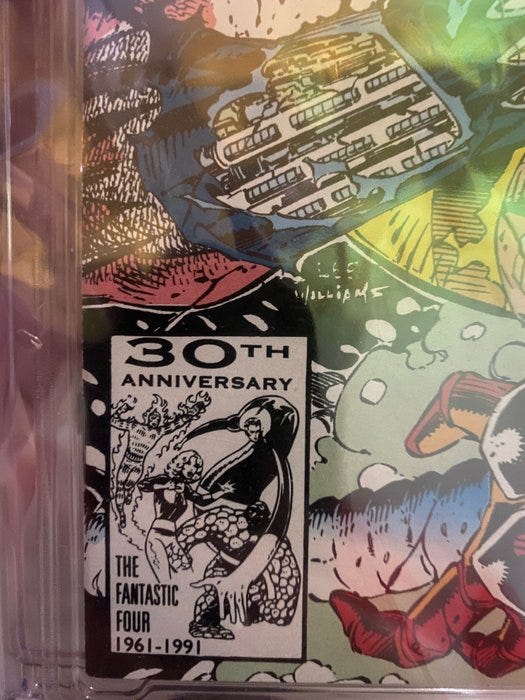 LEE
WILLIAMS
30TH
ANNIVERSARY
THE
FANTASTIC
FOUR
1961-1991